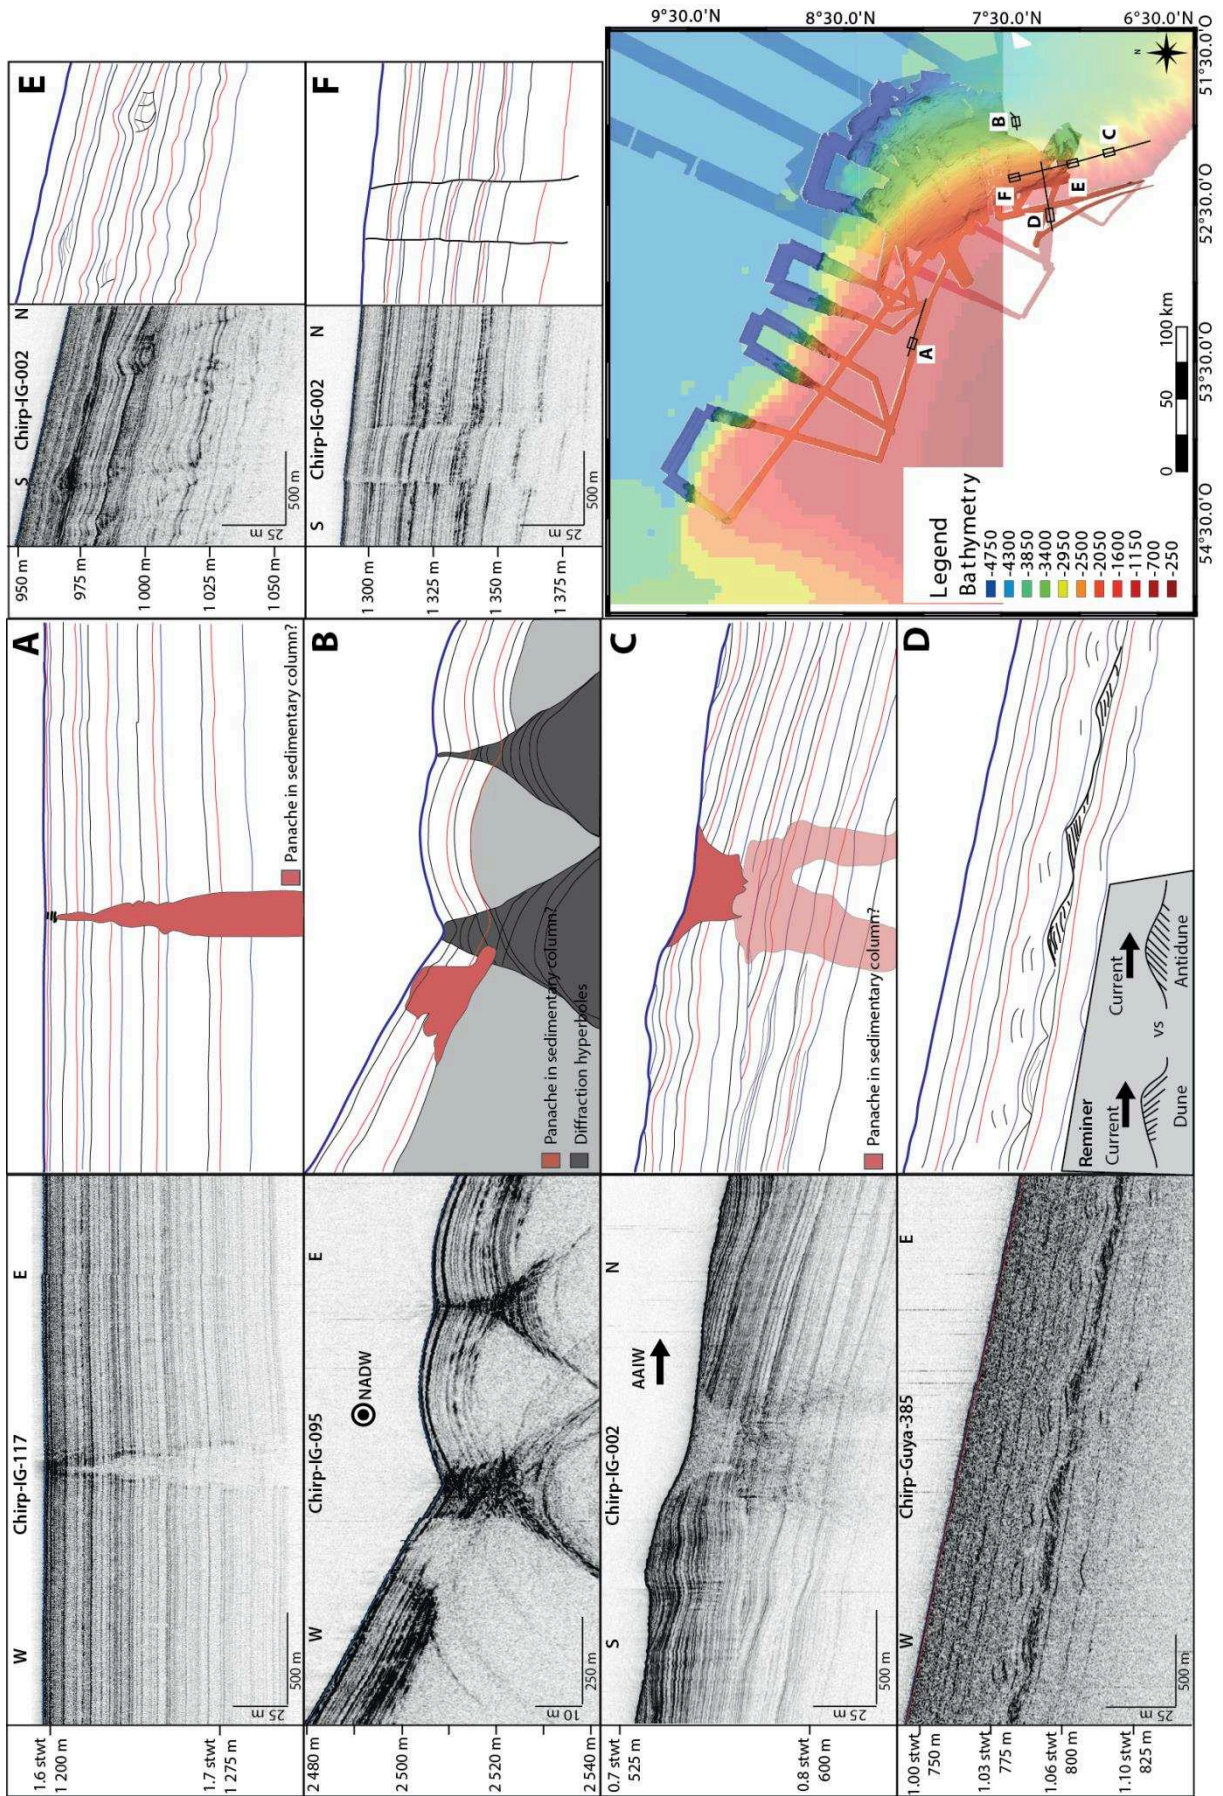 1.6 stwt
1 200 m
1.7 stwt
1 275 m
W
Chirp-IG-117
E
25 m
500 m
A
Panache in sedimentary column?
2 480 m
2 500 m
2 520 m
2 540 m
W
Chirp-IG-095
E
NADW
10 m
250 m
B
Panache in sedimentary column?
Diffraction hyperboles
0.7 stwt
525 m
0.8 stwt
600 m
S
Chirp-IG-002
N
AAIW
25 m
500 m
C
Panache in sedimentary column?
1.00 stwt
750 m
1.03 stwt
775 m
1.06 stwt
800 m
1.10 stwt
825 m
W
Chirp-Guya-385
E
25 m
500 m
D
Reminer
Current
Current
Dune
vs
Antidune
950 m
975 m
1 000 m
1 025 m
1 050 m
S
Chirp-IG-002
N
25 m
500 m
E
1 300 m
1 325 m
1 350 m
1 375 m
S
Chirp-IG-002
N
25 m
500 m
F
9°30.0'N
8°30.0'N
7°30.0'N
6°30.0'N
54°30.0'O
53°30.0'O
52°30.0'O
51°30.0'O
N
A
B
C
D
E
F
Legend
Bathymetry
-4750
-4300
-3850
-3400
-2950
-2500
-2050
-1600
-1150
-700
-250
0
50
100 km